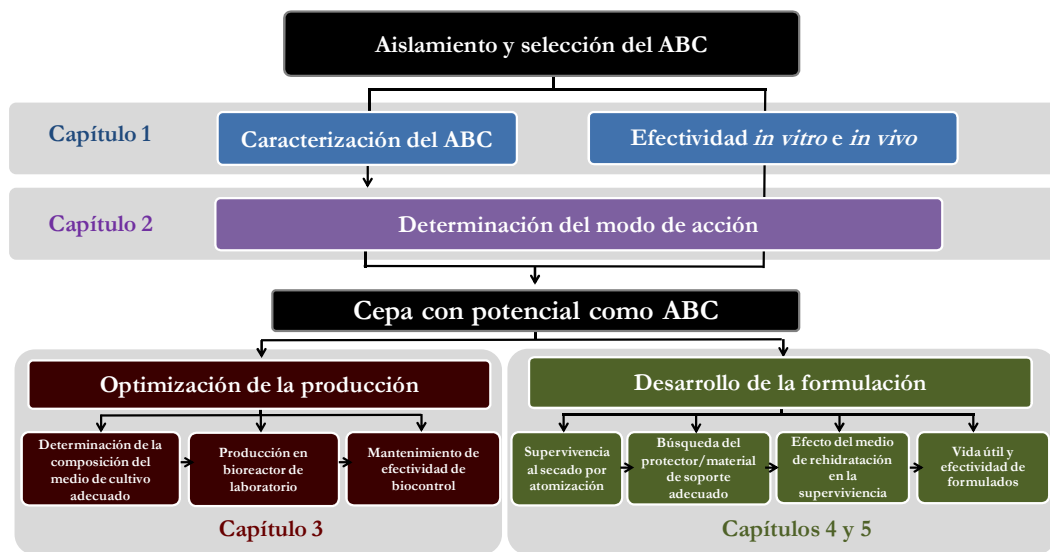 Aislamiento y selección del ABC
Capítulo 1
Caracterización del ABC
Efectividad in vitro e in vivo
Capítulo 2
Determinación del modo de acción
Cepa con potencial como ABC
Optimización de la producción
Determinación de la
composición del
medio de cultivo
adecuado
Producción en
bioreactor de
laboratorio
Mantenimiento de
efectividad de
biocontrol
Capítulo 3
Desarrollo de la formulación
Supervivencia
al secado por
atomización
Búsqueda del
protector/material
de soporte
adecuado
Efecto del medio
de rehidratación
en la
superviviencia
Vida útil y
efectividad de
formulados
Capítulos 4 y 5